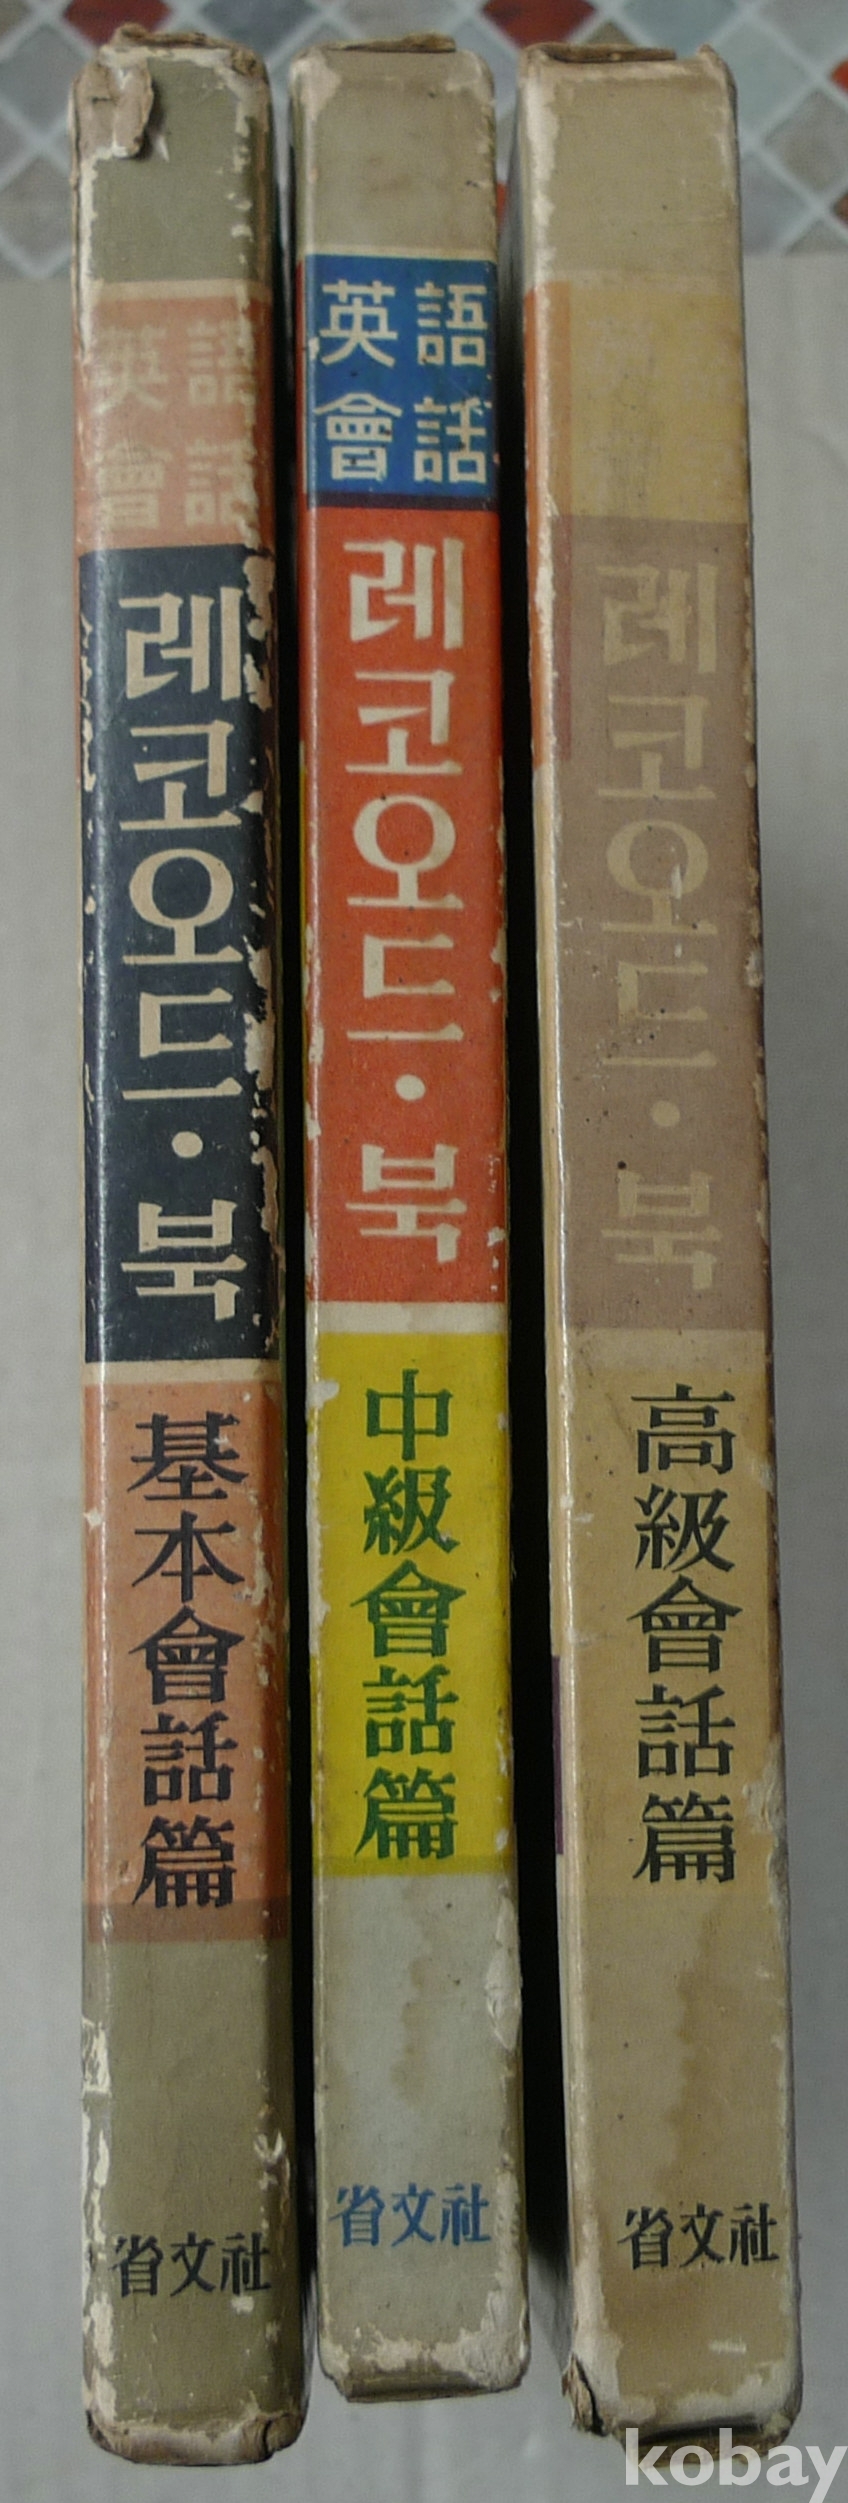 英語
會話
레코오드·북
基本會話篇
省文社
英語
會話
레코오드·북
中級會話篇
省文社
레코오드·북
高級會話篇
省文社
kobay